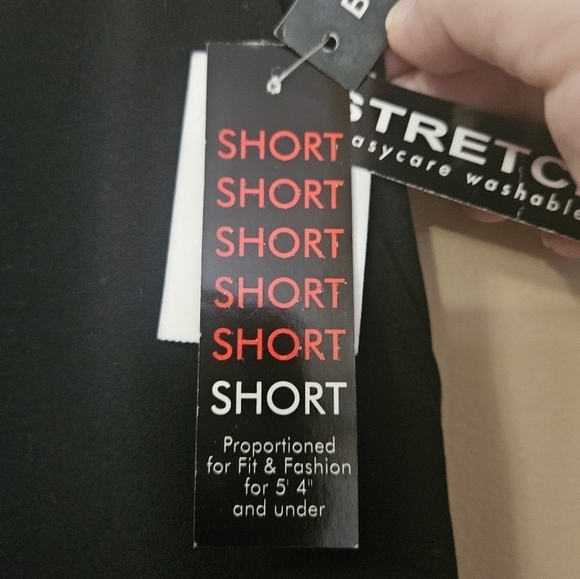 B
STRETC
asycare washable
SHORT
SHORT
SHORT
SHORT
SHORT
SHORT
Proportioned
for Fit & Fashion
for 5' 4"
and under